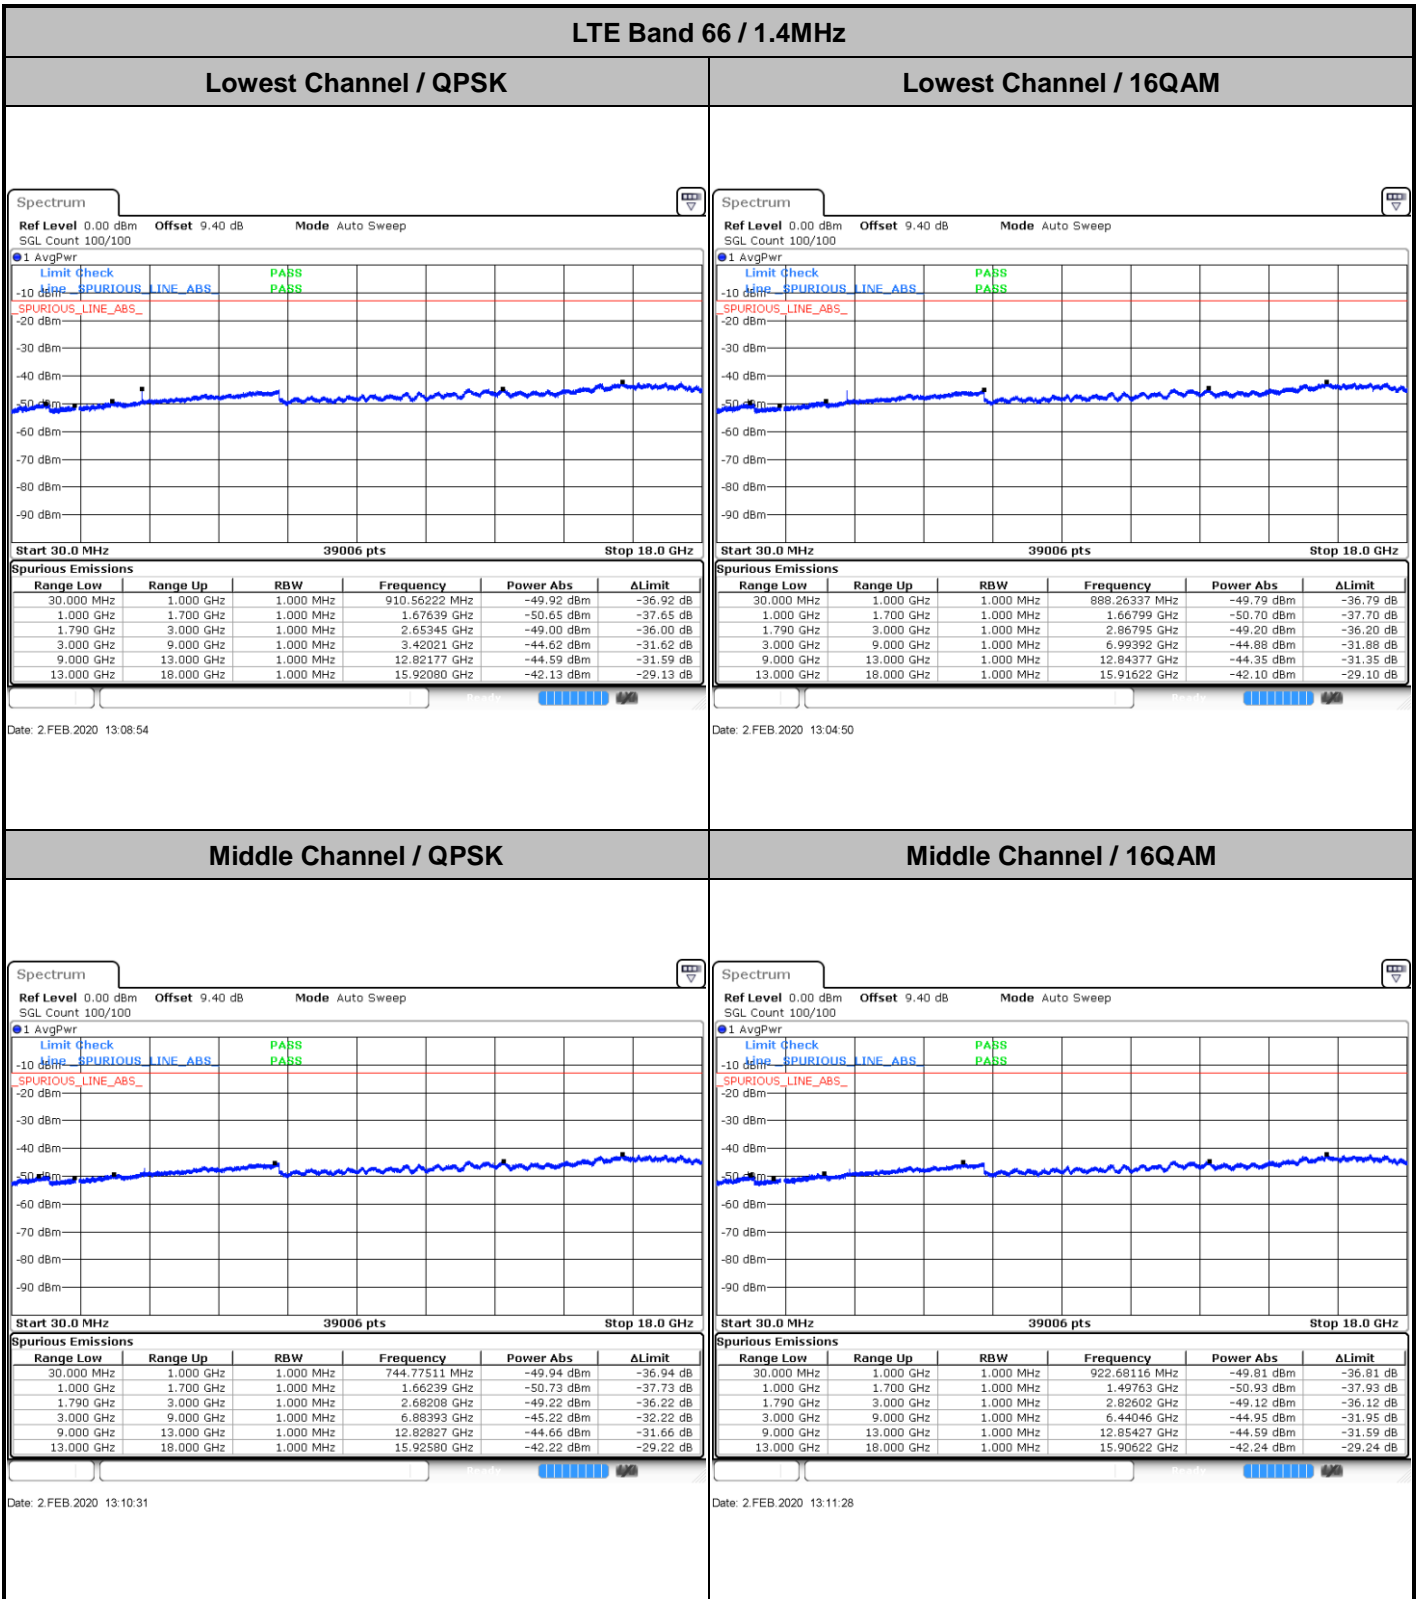 LTE Band 66 / 1.4MHz
Lowest Channel / QPSK
Lowest Channel / 16QAM
Spectrum
Ref Level 0.00 dBm Offset 9.40 dB Mode Auto Sweep
SGL Count 100/100
1 AvgPwr
Limit Check PASS
Line _SPURIOUS_LINE_ABS_ PASS
_SPURIOUS_LINE_ABS_
-10 dBm
-20 dBm
-30 dBm
-40 dBm
-50 dBm
-60 dBm
-70 dBm
-80 dBm
-90 dBm
Start 30.0 MHz 39006 pts Stop 18.0 GHz
Spurious Emissions
Range Low Range Up RBW Frequency Power Abs ΔLimit
30.000 MHz 1.000 GHz 1.000 MHz 910.56222 MHz -49.92 dBm -36.92 dB
1.000 GHz 1.700 GHz 1.000 MHz 1.67639 GHz -50.65 dBm -37.65 dB
1.790 GHz 3.000 GHz 1.000 MHz 2.65345 GHz -49.00 dBm -36.00 dB
3.000 GHz 9.000 GHz 1.000 MHz 3.42021 GHz -44.62 dBm -31.62 dB
9.000 GHz 13.000 GHz 1.000 MHz 12.82177 GHz -44.59 dBm -31.59 dB
13.000 GHz 18.000 GHz 1.000 MHz 15.92080 GHz -42.13 dBm -29.13 dB
Ready
Date: 2.FEB.2020 13:08:54
Spectrum
Ref Level 0.00 dBm Offset 9.40 dB Mode Auto Sweep
SGL Count 100/100
1 AvgPwr
Limit Check PASS
Line _SPURIOUS_LINE_ABS_ PASS
_SPURIOUS_LINE_ABS_
-10 dBm
-20 dBm
-30 dBm
-40 dBm
-50 dBm
-60 dBm
-70 dBm
-80 dBm
-90 dBm
Start 30.0 MHz 39006 pts Stop 18.0 GHz
Spurious Emissions
Range Low Range Up RBW Frequency Power Abs ΔLimit
30.000 MHz 1.000 GHz 1.000 MHz 888.26337 MHz -49.79 dBm -36.79 dB
1.000 GHz 1.700 GHz 1.000 MHz 1.66799 GHz -50.70 dBm -37.70 dB
1.790 GHz 3.000 GHz 1.000 MHz 2.86795 GHz -49.20 dBm -36.20 dB
3.000 GHz 9.000 GHz 1.000 MHz 6.99392 GHz -44.88 dBm -31.88 dB
9.000 GHz 13.000 GHz 1.000 MHz 12.84377 GHz -44.35 dBm -31.35 dB
13.000 GHz 18.000 GHz 1.000 MHz 15.91622 GHz -42.10 dBm -29.10 dB
Ready
Date: 2.FEB.2020 13:04:50
Middle Channel / QPSK
Middle Channel / 16QAM
Spectrum
Ref Level 0.00 dBm Offset 9.40 dB Mode Auto Sweep
SGL Count 100/100
1 AvgPwr
Limit Check PASS
Line _SPURIOUS_LINE_ABS_ PASS
_SPURIOUS_LINE_ABS_
-10 dBm
-20 dBm
-30 dBm
-40 dBm
-50 dBm
-60 dBm
-70 dBm
-80 dBm
-90 dBm
Start 30.0 MHz 39006 pts Stop 18.0 GHz
Spurious Emissions
Range Low Range Up RBW Frequency Power Abs ΔLimit
30.000 MHz 1.000 GHz 1.000 MHz 744.77511 MHz -49.94 dBm -36.94 dB
1.000 GHz 1.700 GHz 1.000 MHz 1.66239 GHz -50.73 dBm -37.73 dB
1.790 GHz 3.000 GHz 1.000 MHz 2.68208 GHz -49.22 dBm -36.22 dB
3.000 GHz 9.000 GHz 1.000 MHz 6.88393 GHz -45.22 dBm -32.22 dB
9.000 GHz 13.000 GHz 1.000 MHz 12.82827 GHz -44.66 dBm -31.66 dB
13.000 GHz 18.000 GHz 1.000 MHz 15.92580 GHz -42.22 dBm -29.22 dB
Ready
Date: 2.FEB.2020 13:10:31
Spectrum
Ref Level 0.00 dBm Offset 9.40 dB Mode Auto Sweep
SGL Count 100/100
1 AvgPwr
Limit Check PASS
Line _SPURIOUS_LINE_ABS_ PASS
_SPURIOUS_LINE_ABS_
-10 dBm
-20 dBm
-30 dBm
-40 dBm
-50 dBm
-60 dBm
-70 dBm
-80 dBm
-90 dBm
Start 30.0 MHz 39006 pts Stop 18.0 GHz
Spurious Emissions
Range Low Range Up RBW Frequency Power Abs ΔLimit
30.000 MHz 1.000 GHz 1.000 MHz 922.68116 MHz -49.81 dBm -36.81 dB
1.000 GHz 1.700 GHz 1.000 MHz 1.49763 GHz -50.93 dBm -37.93 dB
1.790 GHz 3.000 GHz 1.000 MHz 2.82602 GHz -49.12 dBm -36.12 dB
3.000 GHz 9.000 GHz 1.000 MHz 6.44046 GHz -44.95 dBm -31.95 dB
9.000 GHz 13.000 GHz 1.000 MHz 12.85427 GHz -44.59 dBm -31.59 dB
13.000 GHz 18.000 GHz 1.000 MHz 15.90622 GHz -42.24 dBm -29.24 dB
Ready
Date: 2.FEB.2020 13:11:28